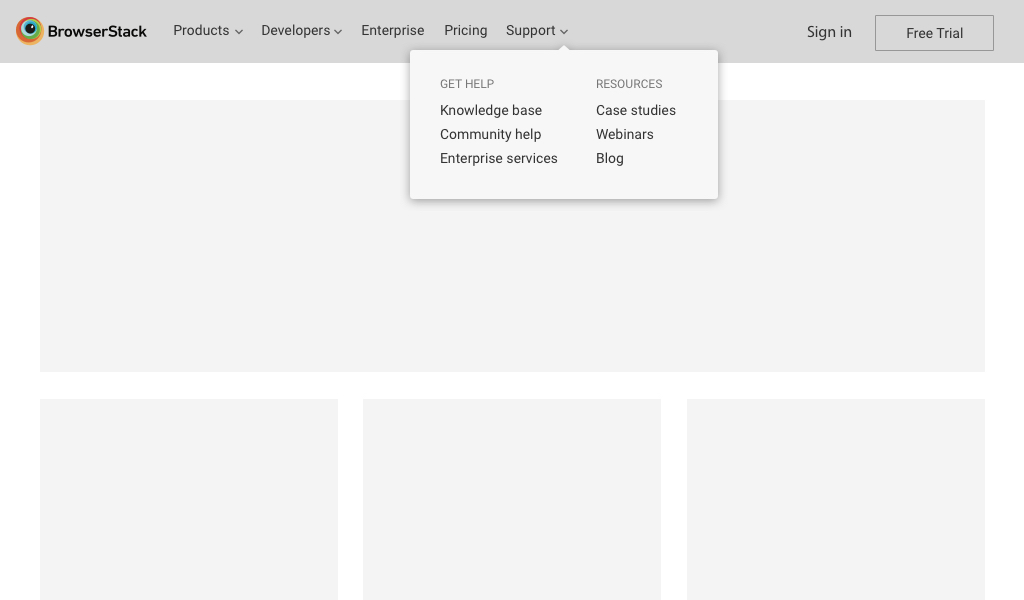 BrowserStack Products Developers Enterprise Pricing Support Sign in Free Trial
GET HELP
Knowledge base
Community help
Enterprise services
RESOURCES
Case studies
Webinars
Blog